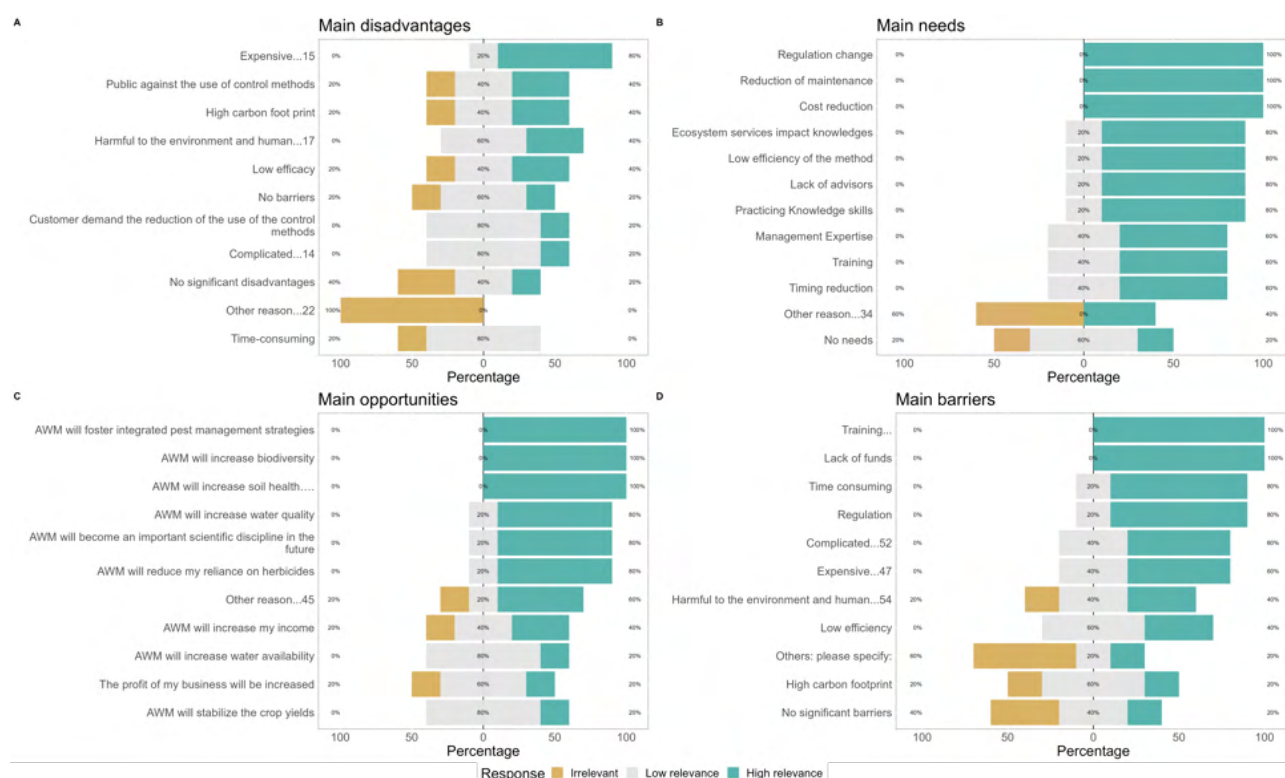 A
Main disadvantages
Expensive...15 0% 20% 80%
Public against the use of control methods 20% 40% 40%
High carbon foot print 20% 40% 40%
Harmful to the environment and human...17 0% 60% 40%
Low efficacy 20% 40% 40%
No barriers 20% 60% 20%
Customer demand the reduction of the use of the control
methods 0% 80% 20%
Complicated...14 0% 80% 20%
No significant disadvantages 40% 40% 20%
Other reason...22 100% 0% 0%
Time-consuming 20% 80% 0%
100 50 0 50 100
Percentage
B
Main needs
Regulation change 0% 0% 100%
Reduction of maintenance 0% 0% 100%
Cost reduction 0% 0% 100%
Ecosystem services impact knowledges 0% 20% 80%
Low efficiency of the method 0% 20% 80%
Lack of advisors 0% 20% 80%
Practicing Knowledge skills 0% 20% 80%
Management Expertise 0% 40% 60%
Training 0% 40% 60%
Timing reduction 0% 40% 60%
Other reason...34 60% 0% 40%
No needs 20% 60% 20%
100 50 0 50 100
Percentage
C
Main opportunities
AWM will foster integrated pest management strategies 0% 0% 100%
AWM will increase biodiversity 0% 0% 100%
AWM will increase soil health.... 0% 0% 100%
AWM will increase water quality 0% 20% 80%
AWM will become an important scientific discipline in the
future 0% 20% 80%
AWM will reduce my reliance on herbicides 0% 20% 80%
Other reason...45 20% 20% 60%
AWM will increase my income 20% 40% 40%
AWM will increase water availability 0% 80% 20%
The profit of my business will be increased 20% 60% 20%
AWM will stabilize the crop yields 0% 80% 20%
100 50 0 50 100
Percentage
D
Main barriers
Training... 0% 0% 100%
Lack of funds 0% 0% 100%
Time consuming 0% 20% 80%
Regulation 0% 20% 80%
Complicated...52 0% 40% 60%
Expensive...47 0% 40% 60%
Harmful to the environment and human...54 20% 40% 40%
Low efficiency 0% 60% 40%
Others: please specify: 60% 20% 20%
High carbon footprint 20% 60% 20%
No significant barriers 40% 40% 20%
100 50 0 50 100
Percentage
Response Irrelevant Low relevance High relevance